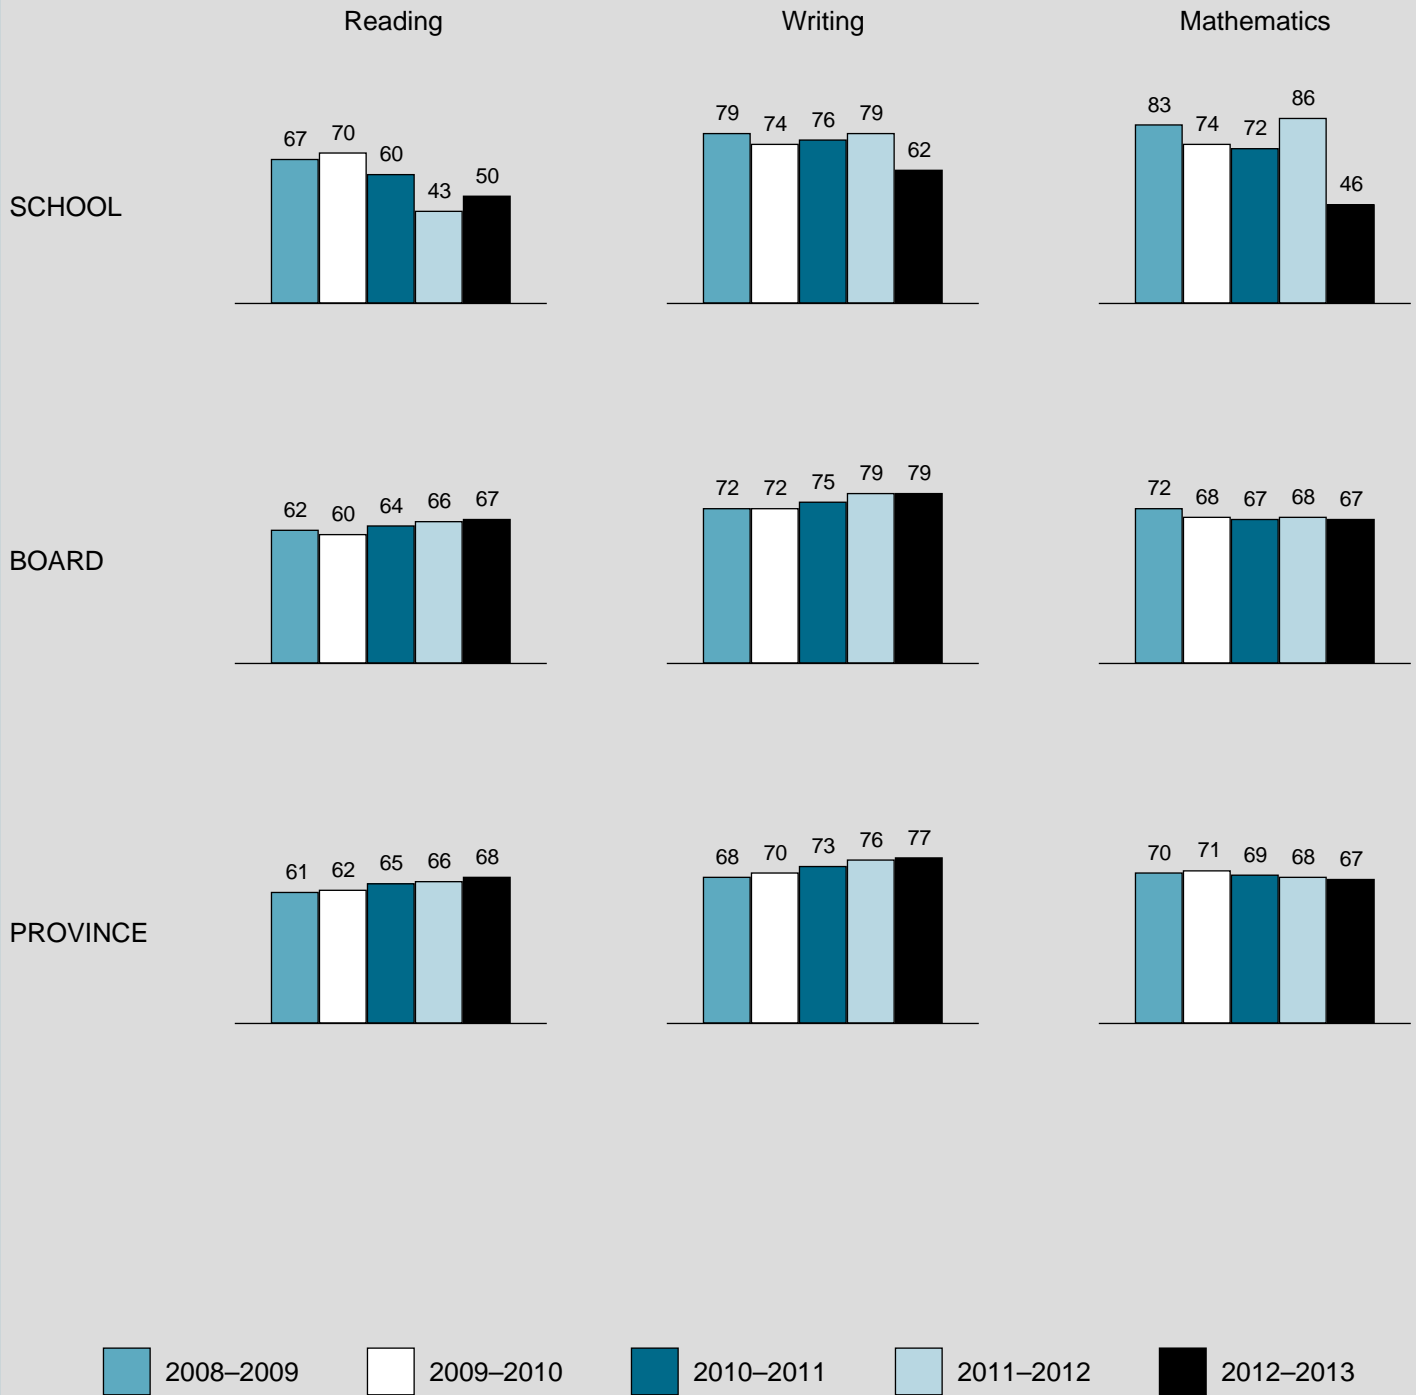 Reading Writing Mathematics
SCHOOL
67 70 60 43 50
79 74 76 79 62
83 74 72 86 46
BOARD
62 60 64 66 67
72 72 75 79 79
72 68 67 68 67
PROVINCE
61 62 65 66 68
68 70 73 76 77
70 71 69 68 67
2008–2009 2009–2010 2010–2011 2011–2012 2012–2013